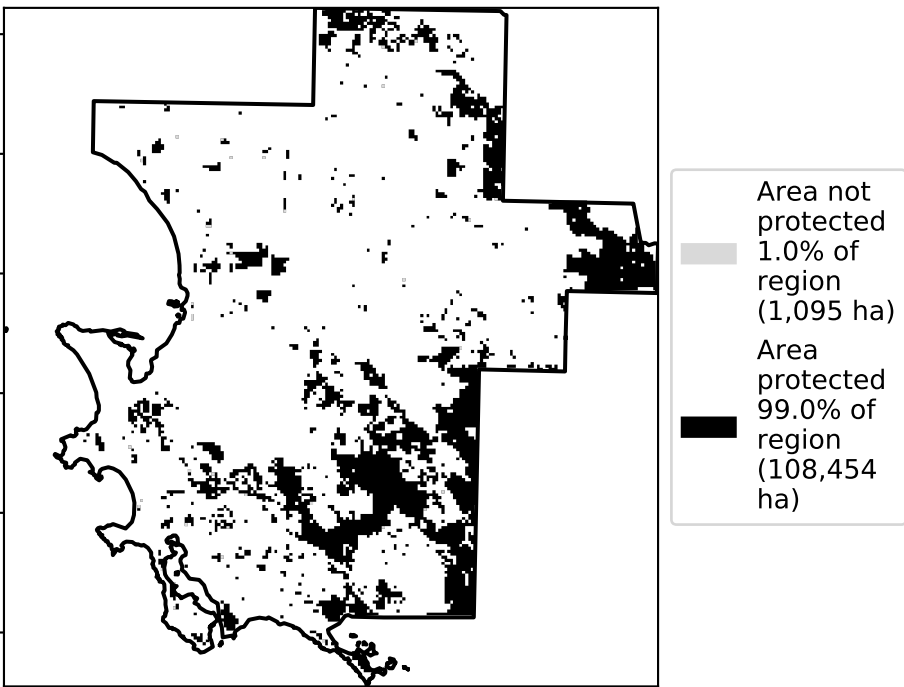 Area not
protected
1.0% of
region
(1,095 ha)
Area
protected
99.0% of
region
(108,454
ha)